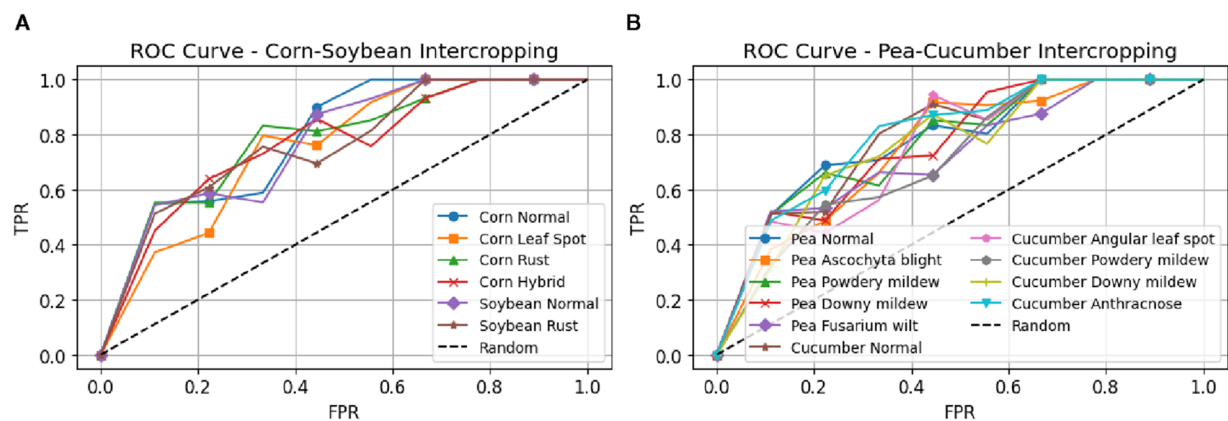 A
ROC Curve - Corn-Soybean Intercropping
1.0
0.8
0.6
0.4
0.2
0.0
TPR
0.0 0.2 0.4 0.6 0.8 1.0
FPR
Corn Normal
Corn Leaf Spot
Corn Rust
Corn Hybrid
Soybean Normal
Soybean Rust
Random
B
ROC Curve - Pea-Cucumber Intercropping
1.0
0.8
0.6
0.4
0.2
0.0
TPR
0.0 0.2 0.4 0.6 0.8 1.0
FPR
Pea Normal
Pea Ascochyta blight
Pea Powdery mildew
Pea Downy mildew
Pea Fusarium wilt
Cucumber Normal
Cucumber Angular leaf spot
Cucumber Powdery mildew
Cucumber Downy mildew
Cucumber Anthracnose
Random